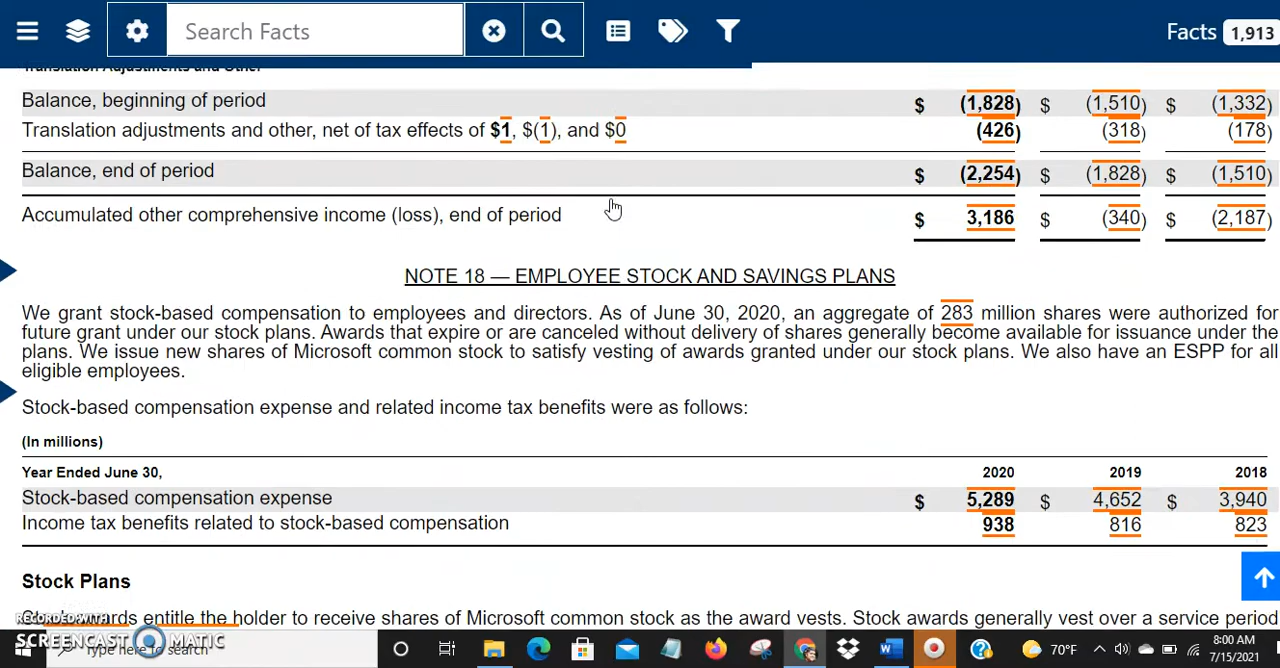 Search Facts
Facts 1,913
Translation Adjustments and Other
Balance, beginning of period $ (1,828) $ (1,510) $ (1,332)
Translation adjustments and other, net of tax effects of $1, $(1), and $0 (426) (318) (178)
Balance, end of period $ (2,254) $ (1,828) $ (1,510)
Accumulated other comprehensive income (loss), end of period $ 3,186 $ (340) $ (2,187)
NOTE 18 — EMPLOYEE STOCK AND SAVINGS PLANS
We grant stock-based compensation to employees and directors. As of June 30, 2020, an aggregate of 283 million shares were authorized for
future grant under our stock plans. Awards that expire or are canceled without delivery of shares generally become available for issuance under the
plans. We issue new shares of Microsoft common stock to satisfy vesting of awards granted under our stock plans. We also have an ESPP for all
eligible employees.
Stock-based compensation expense and related income tax benefits were as follows:
(In millions)
Year Ended June 30, 2020 2019 2018
Stock-based compensation expense $ 5,289 $ 4,652 $ 3,940
Income tax benefits related to stock-based compensation 938 816 823
Stock Plans
Stock awards entitle the holder to receive shares of Microsoft common stock as the award vests. Stock awards generally vest over a service period
RECORDED WITH
SCREENCAST MATIC
Type here to search
70°F
8:00 AM
7/15/2021